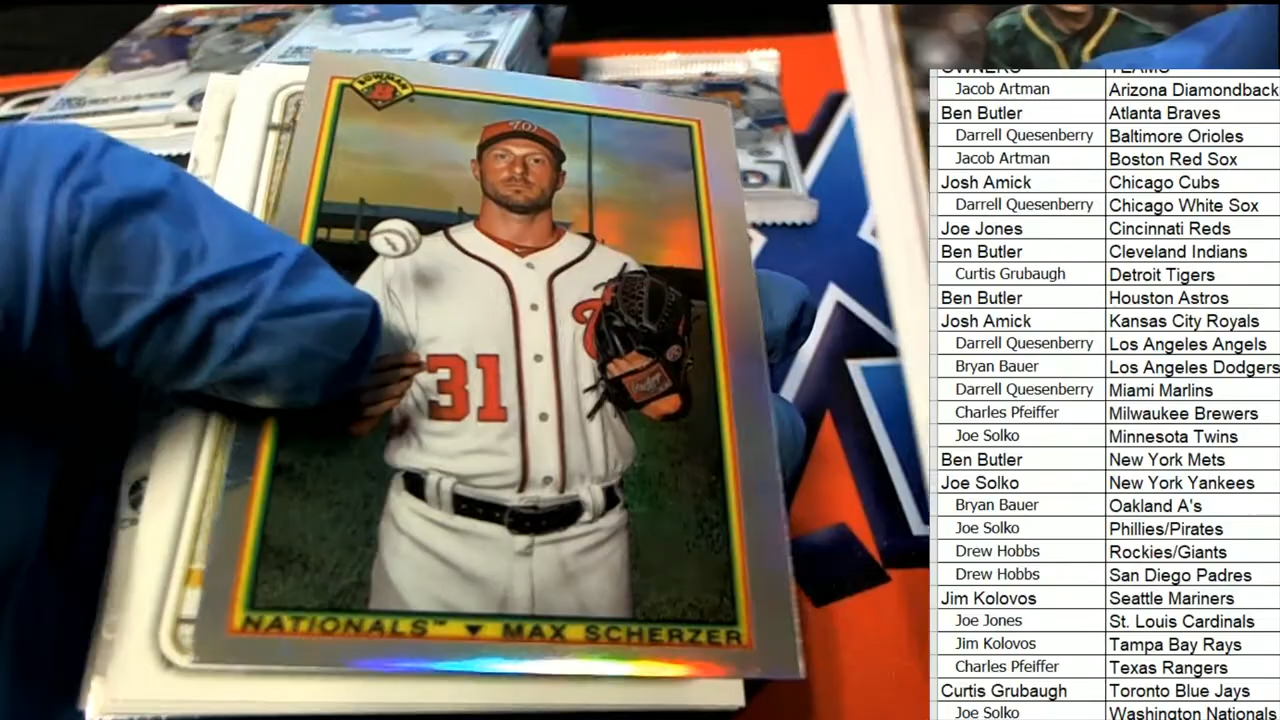 BOWMAN
B
W
31
NATIONALS™ ▼ MAX SCHERZER
OWNERS TEAMS
Jacob Artman Arizona Diamondback
Ben Butler Atlanta Braves
Darrell Quesenberry Baltimore Orioles
Jacob Artman Boston Red Sox
Josh Amick Chicago Cubs
Darrell Quesenberry Chicago White Sox
Joe Jones Cincinnati Reds
Ben Butler Cleveland Indians
Curtis Grubaugh Detroit Tigers
Ben Butler Houston Astros
Josh Amick Kansas City Royals
Darrell Quesenberry Los Angeles Angels
Bryan Bauer Los Angeles Dodgers
Darrell Quesenberry Miami Marlins
Charles Pfeiffer Milwaukee Brewers
Joe Solko Minnesota Twins
Ben Butler New York Mets
Joe Solko New York Yankees
Bryan Bauer Oakland A's
Joe Solko Phillies/Pirates
Drew Hobbs Rockies/Giants
Drew Hobbs San Diego Padres
Jim Kolovos Seattle Mariners
Joe Jones St. Louis Cardinals
Jim Kolovos Tampa Bay Rays
Charles Pfeiffer Texas Rangers
Curtis Grubaugh Toronto Blue Jays
Joe Solko Washington Nationals